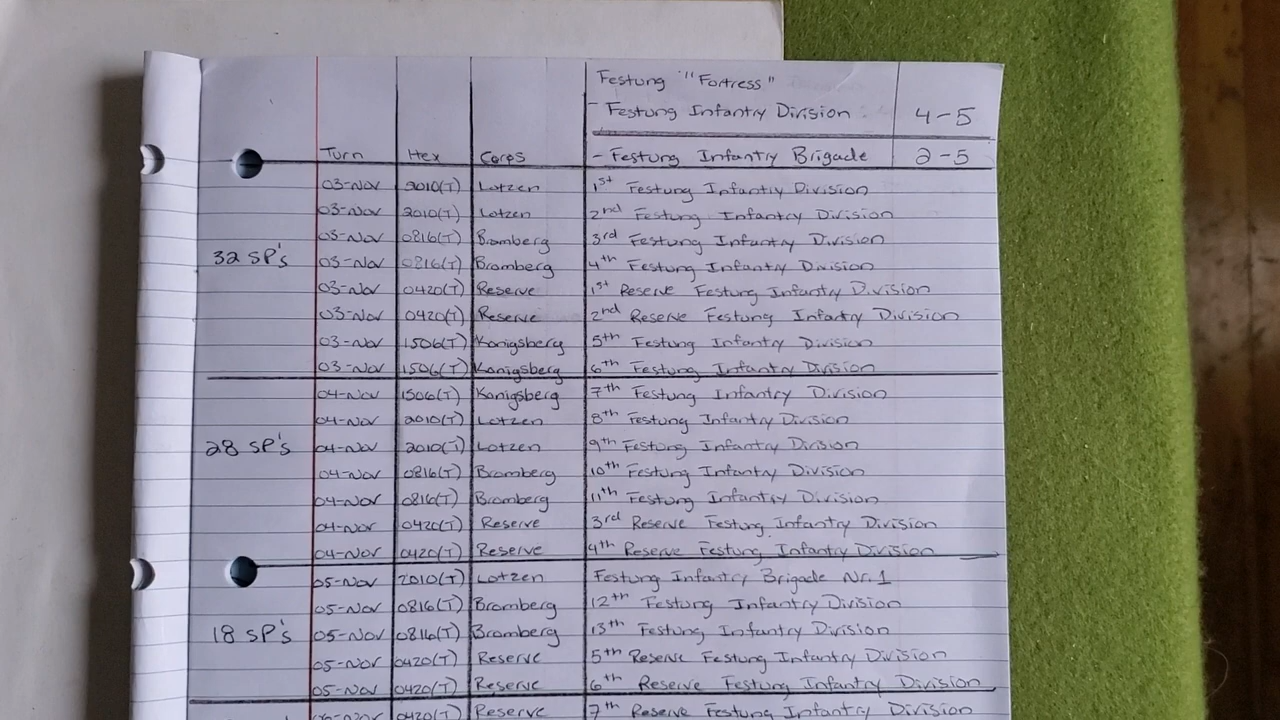 Festung "Fortress"
- Festung Infantry Division 4-5
Turn Hex Corps - Festung Infantry Brigade 2-5
03-Nov 2010(T) Lotzen 1st Festung Infantry Division
03-Nov 2010(T) Lotzen 2nd Festung Infantry Division
03-Nov 0816(T) Bromberg 3rd Festung Infantry Division
32 SP's
03-Nov 0816(T) Bromberg 4th Festung Infantry Division
03-Nov 0420(T) Reserve 1st Reserve Festung Infantry Division
03-Nov 0420(T) Reserve 2nd Reserve Festung Infantry Division
03-Nov 1506(T) Konigsberg 5th Festung Infantry Division
03-Nov 1506(T) Konigsberg 6th Festung Infantry Division
04-Nov 1506(T) Konigsberg 7th Festung Infantry Division
04-Nov 2010(T) Lotzen 8th Festung Infantry Division
28 SP's 04-Nov 2010(T) Lotzen 9th Festung Infantry Division
04-Nov 0816(T) Bromberg 10th Festung Infantry Division
04-Nov 0816(T) Bromberg 11th Festung Infantry Division
04-Nov 0420(T) Reserve 3rd Reserve Festung Infantry Division
04-Nov 0420(T) Reserve 4th Reserve Festung Infantry Division
05-Nov 2010(T) Lotzen Festung Infantry Brigade Nr. 1
05-Nov 0816(T) Bromberg 12th Festung Infantry Division
18 SP's 05-Nov 0816(T) Bromberg 13th Festung Infantry Division
05-Nov 0420(T) Reserve 5th Reserve Festung Infantry Division
05-Nov 0420(T) Reserve 6th Reserve Festung Infantry Division
0420(T) Reserve 7th Reserve Festung Infantry Division